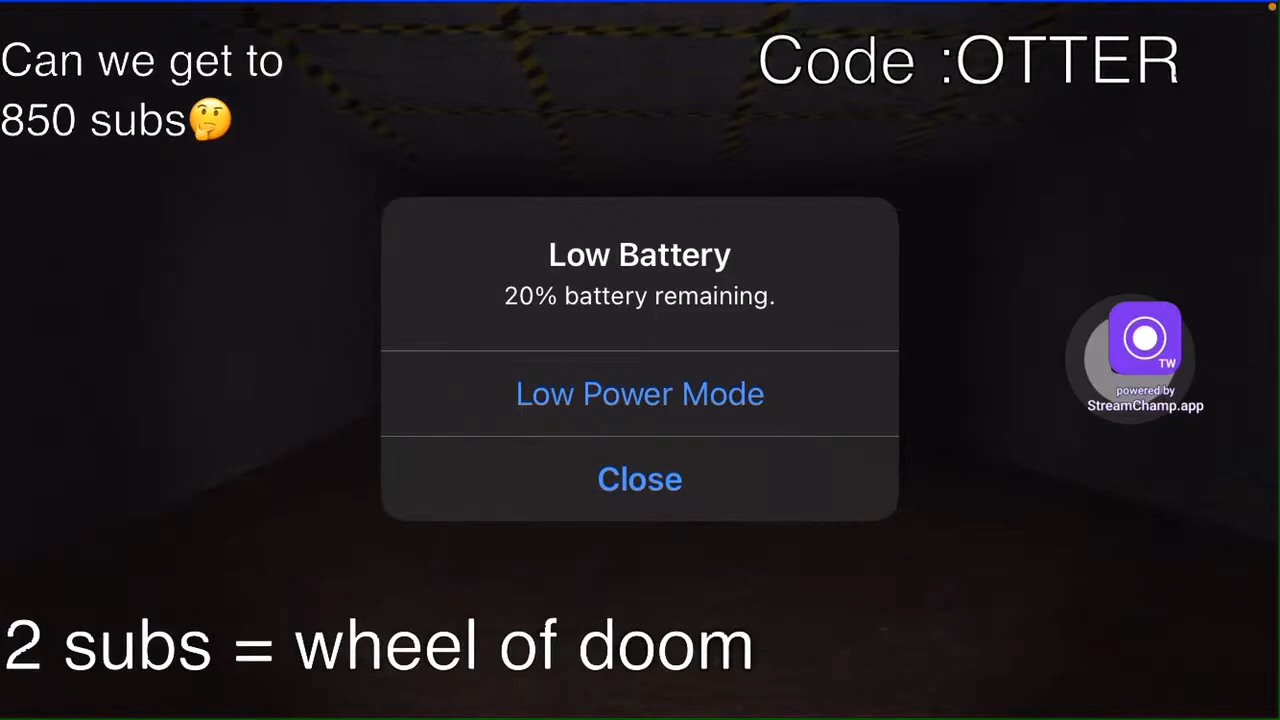 Can we get to
850 subs🤔
Code :OTTER
Low Battery
20% battery remaining.
Low Power Mode
Close
TW
powered by
StreamChamp.app
2 subs = wheel of doom